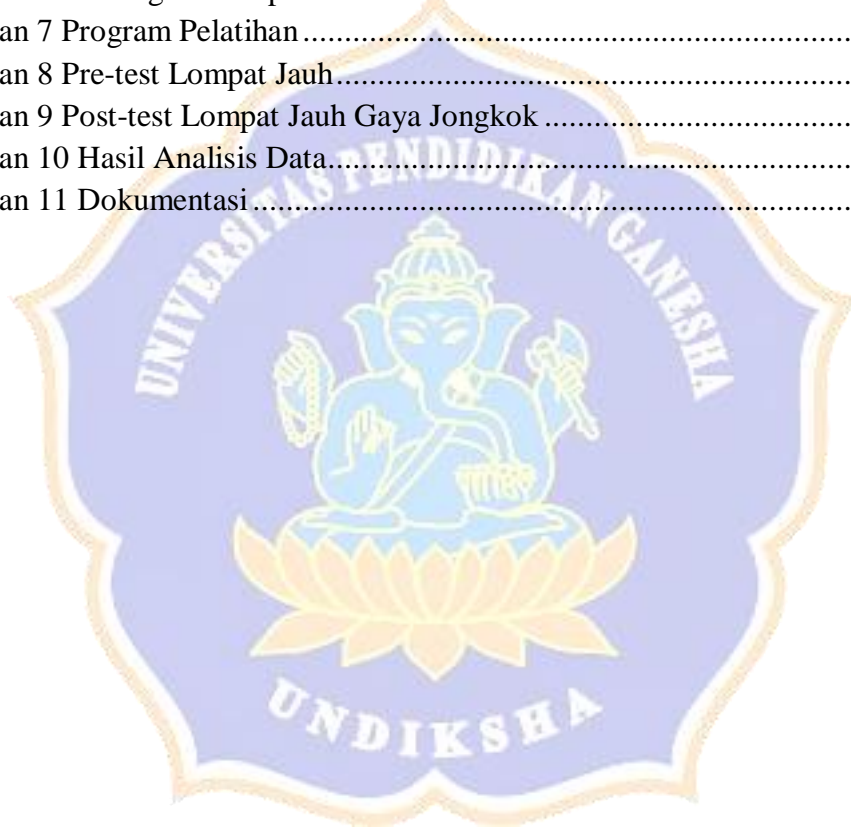 an 7 Program Pelatihan
an 8 Pre-test Lompat Jauh
an 9 Post-test Lompat Jauh Gaya Jongkok
an 10 Hasil Analisis Data
an 11 Dokumentasi
UNIVERSITAS PENDIDIKAN GANESHA
UNDIKSHA